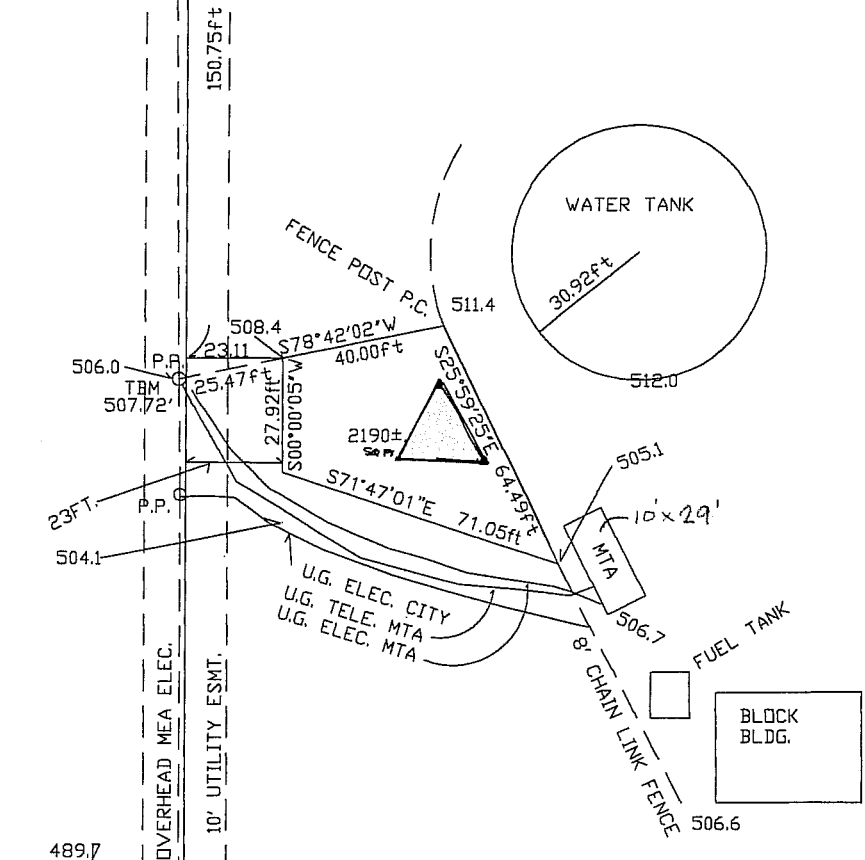 150.75ft
WATER TANK
30.92ft
FENCE POST P.C.
511.4
508.4
S78°42'02"W
40.00ft
23.11
P.P.
506.0
TBM
507.72'
25.47ft
27.92ft
S00°00'05"W
S25°59'25"E 64.49ft
512.0
2190±
SQ FT
505.1
S71°47'01"E 71.05ft
10'x29'
MTA
23FT.
P.P.
504.1
U.G. ELEC. CITY
U.G. TELE. MTA
U.G. ELEC. MTA
506.7
FUEL TANK
8' CHAIN LINK FENCE
BLOCK
BLDG.
506.6
OVERHEAD MEA ELEC.
10' UTILITY ESMT.
489.7